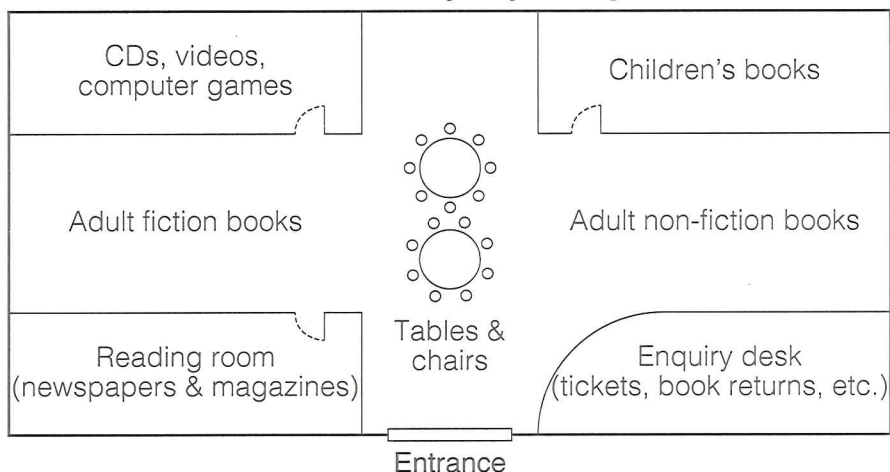 CDs, videos,
computer games
Children's books
Adult fiction books
Adult non-fiction books
Tables &
chairs
Reading room
(newspapers & magazines)
Enquiry desk
(tickets, book returns, etc.)
Entrance